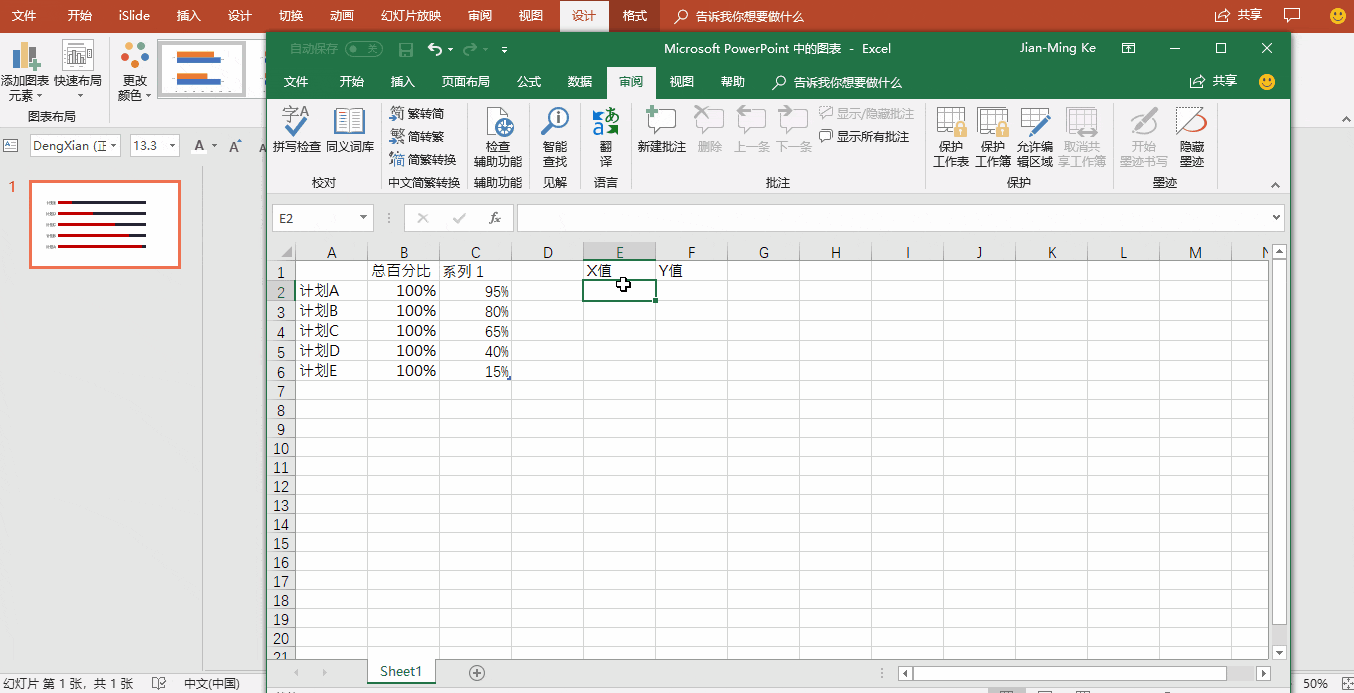 文件 开始 iSlide 插入 设计 切换 动画 幻灯片放映 审阅 视图 设计 格式 告诉我你想要做什么 共享
自动保存 关 Microsoft PowerPoint 中的图表 - Excel Jian-Ming Ke
文件 开始 插入 页面布局 公式 数据 审阅 视图 帮助 告诉我你想要做什么 共享
添加图表
元素
快速布局
更改
颜色
图表布局
字A
拼写检查
同义词库
校对
繁转简
简转繁
简繁转换
中文简繁转换
检查
辅助功能
辅助功能
智能
查找
见解
翻
译
语言
新建批注
删除
上一条
下一条
显示/隐藏批注
显示所有批注
批注
保护
工作表
保护
工作簿
允许编
辑区域
取消共
享工作簿
保护
开始
墨迹书写
隐藏
墨迹
墨迹
DengXian (正 13.3 A A
E2 fx
A B C D E F G H I J K L M N
1 总百分比 系列 1 X值 Y值
2 计划A 100% 95%
3 计划B 100% 80%
4 计划C 100% 65%
5 计划D 100% 40%
6 计划E 100% 15%
7
8
9
10
11
12
13
14
15
16
17
18
19
20
21
1
Sheet1
幻灯片 第 1 张，共 1 张 中文(中国) 50%